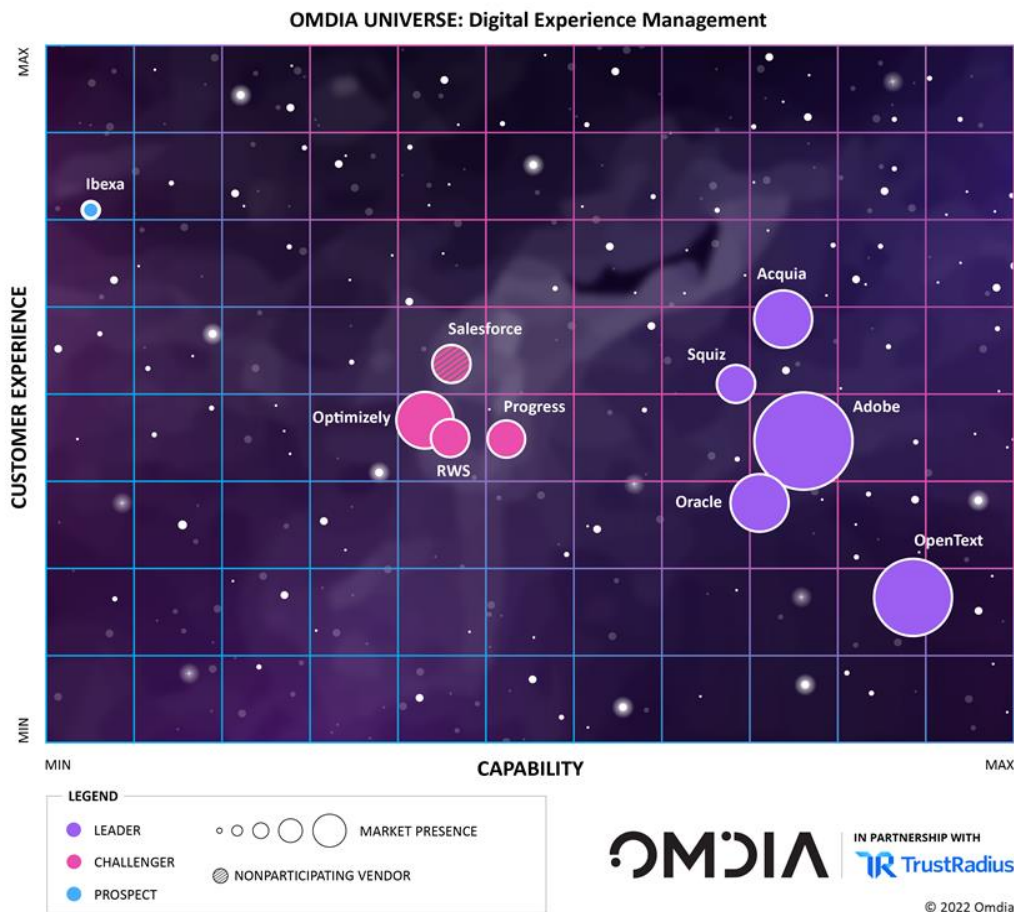 OMDIA UNIVERSE: Digital Experience Management
MAX
Ibexa
Acquia
Salesforce
Squiz
Optimizely
Progress
Adobe
RWS
Oracle
OpenText
CUSTOMER EXPERIENCE
MIN
MIN
CAPABILITY
MAX
LEGEND
LEADER
MARKET PRESENCE
CHALLENGER
NONPARTICIPATING VENDOR
PROSPECT
OMDIA
IN PARTNERSHIP WITH
TR TrustRadius
© 2022 Omdia